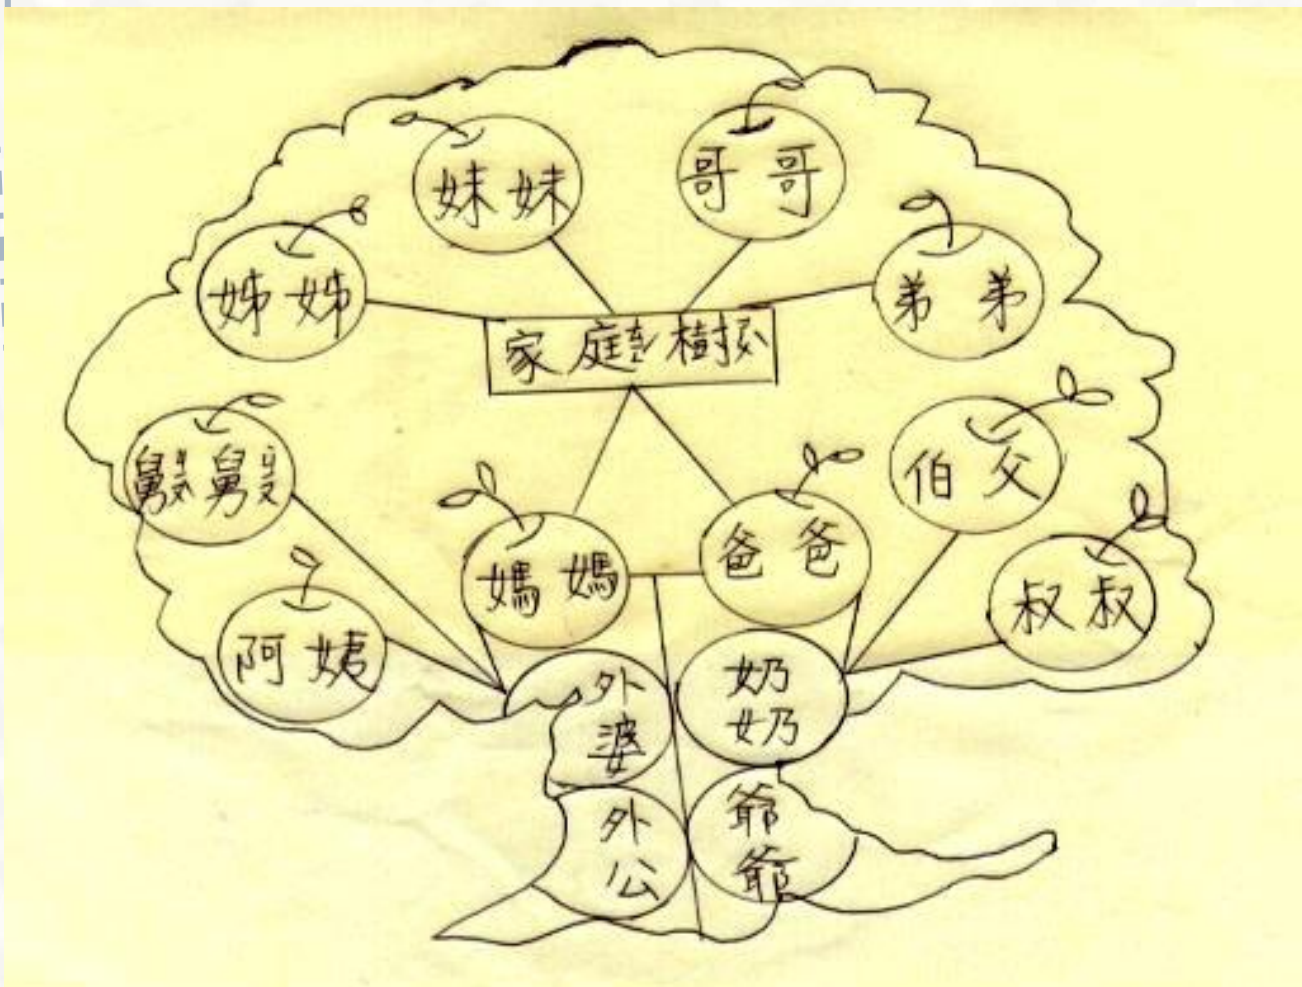 妹妹
哥哥
姊姊
弟弟
家庭樹
舅舅
伯父
媽媽
爸爸
叔叔
阿姨
外
婆
奶
奶
外
公
爺
爺